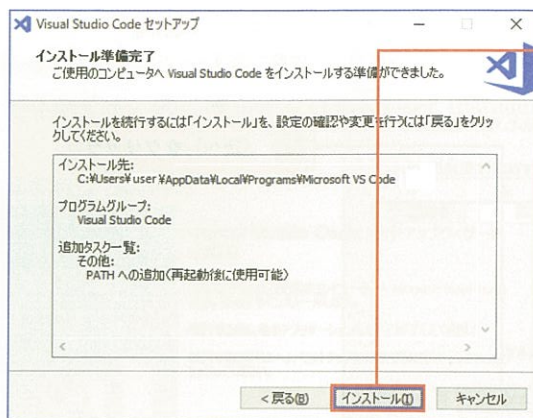 Visual Studio Code セットアップ
インストール準備完了
ご使用のコンピュータへ Visual Studio Code をインストールする準備ができました。
インストールを続行するには「インストール」を、設定の確認や変更を行うには「戻る」をクリッ
クしてください。
インストール先:
C:¥Users¥user¥AppData¥Local¥Programs¥Microsoft VS Code
プログラムグループ:
Visual Studio Code
追加タスク一覧:
その他:
PATH への追加(再起動後に使用可能)
< 戻る(B) インストール(I) キャンセル